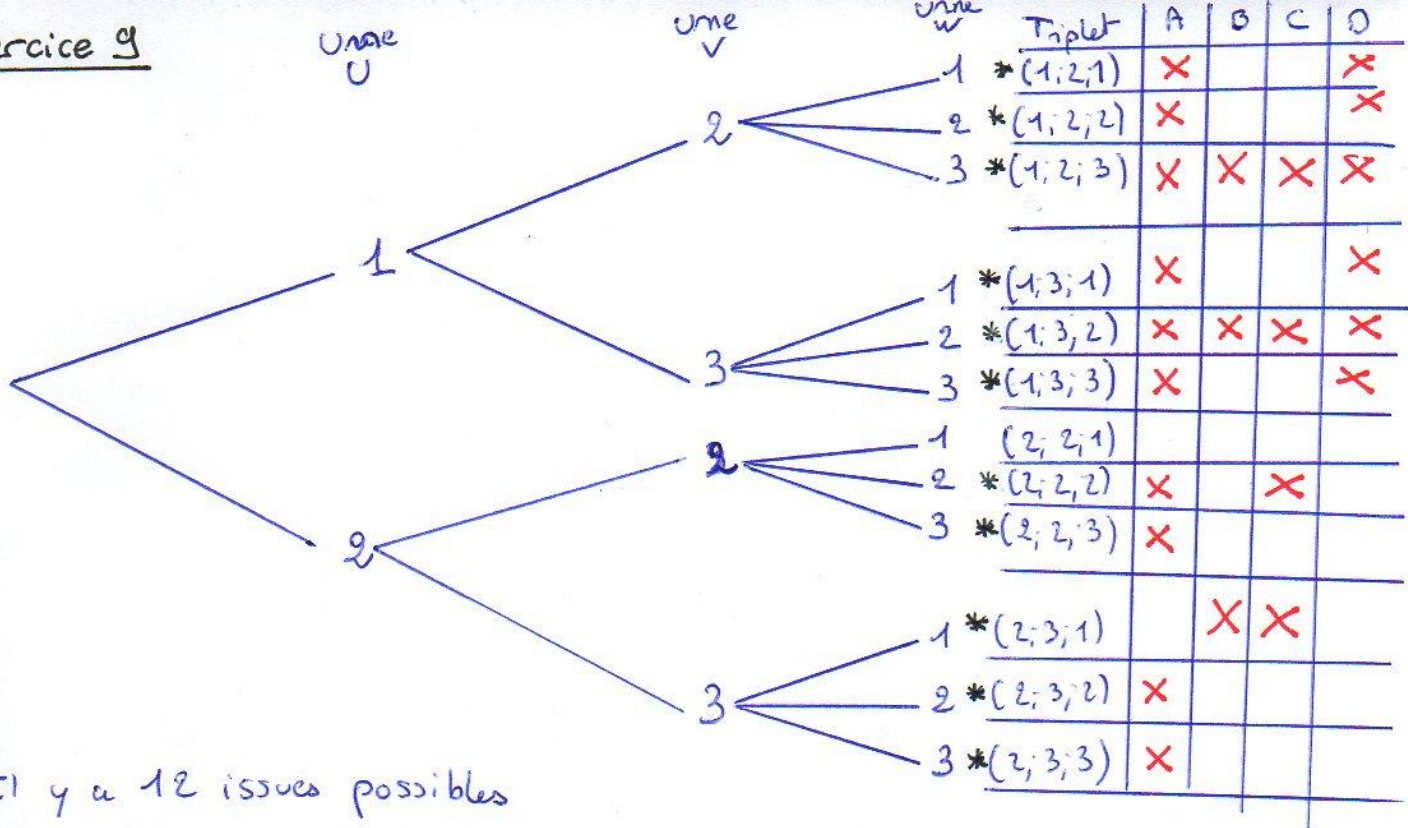 ercice 9
Urne U
Urne V
Urne W
Triplet A B C D
1 *(1;2;1) X X
2 *(1;2;2) X X
2
3 *(1;2;3) X X X X
1
1 *(1;3;1) X X
2 *(1;3;2) X X X X
3
3 *(1;3;3) X X
1 (2;2;1)
2
2 *(2;2;2) X X
3 *(2;2;3) X
2
1 *(2;3;1) X X
3
2 *(2;3;2) X
3 *(2;3;3) X
Il y a 12 issues possibles